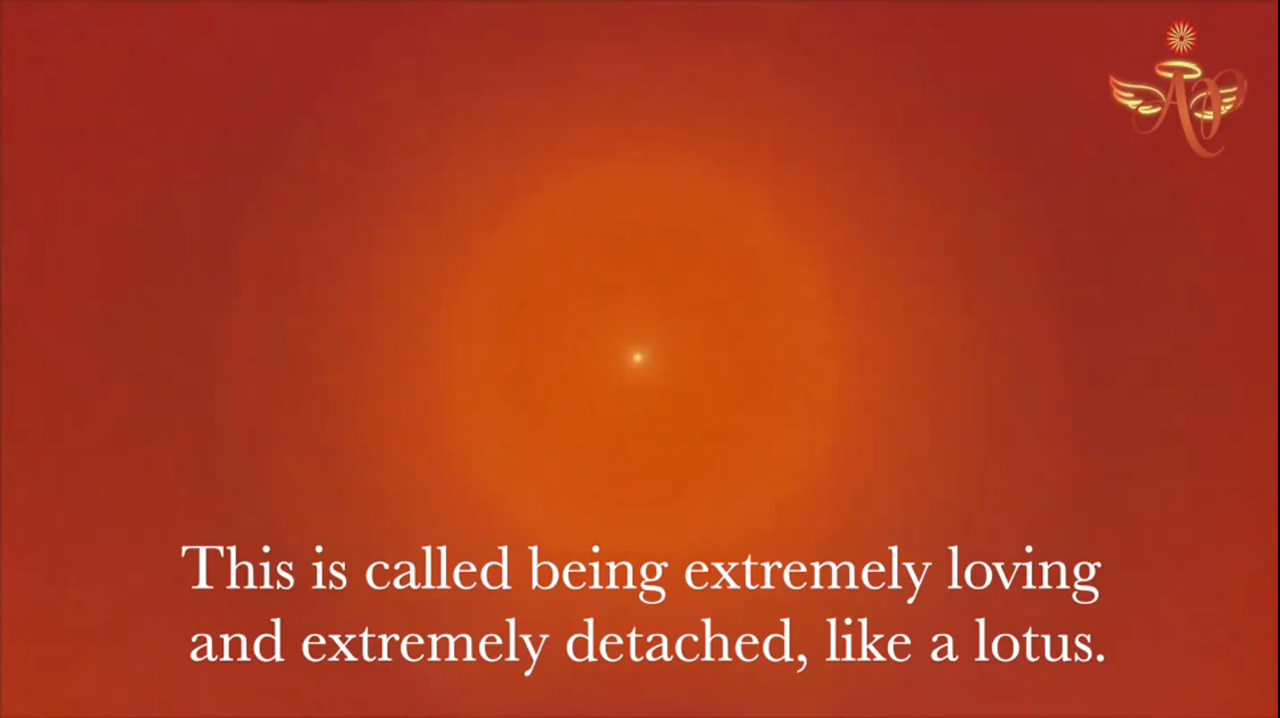 This is called being extremely loving
and extremely detached, like a lotus.